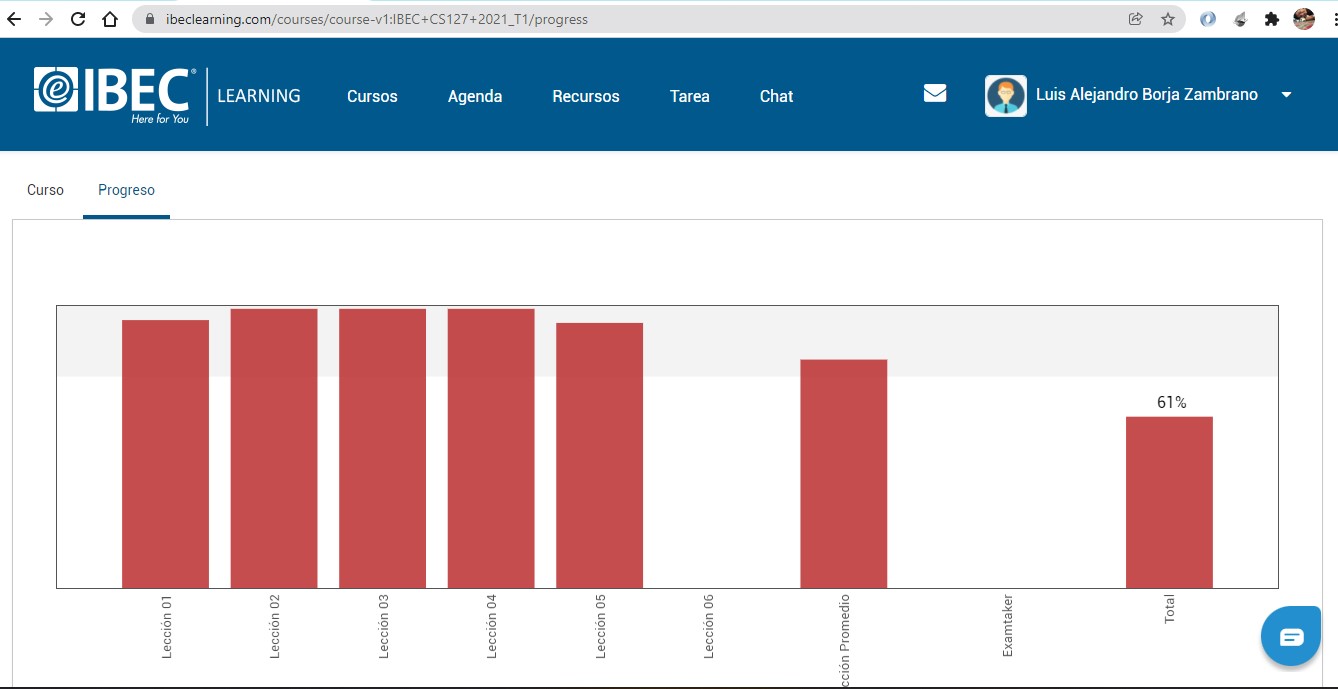 ibeclearning.com/courses/course-v1:IBEC+CS127+2021_T1/progress
IBEC®
Here for You
LEARNING
Cursos
Agenda
Recursos
Tarea
Chat
Luis Alejandro Borja Zambrano
Curso
Progreso
61%
Lección 01
Lección 02
Lección 03
Lección 04
Lección 05
Lección 06
cción Promedio
Examtaker
Total